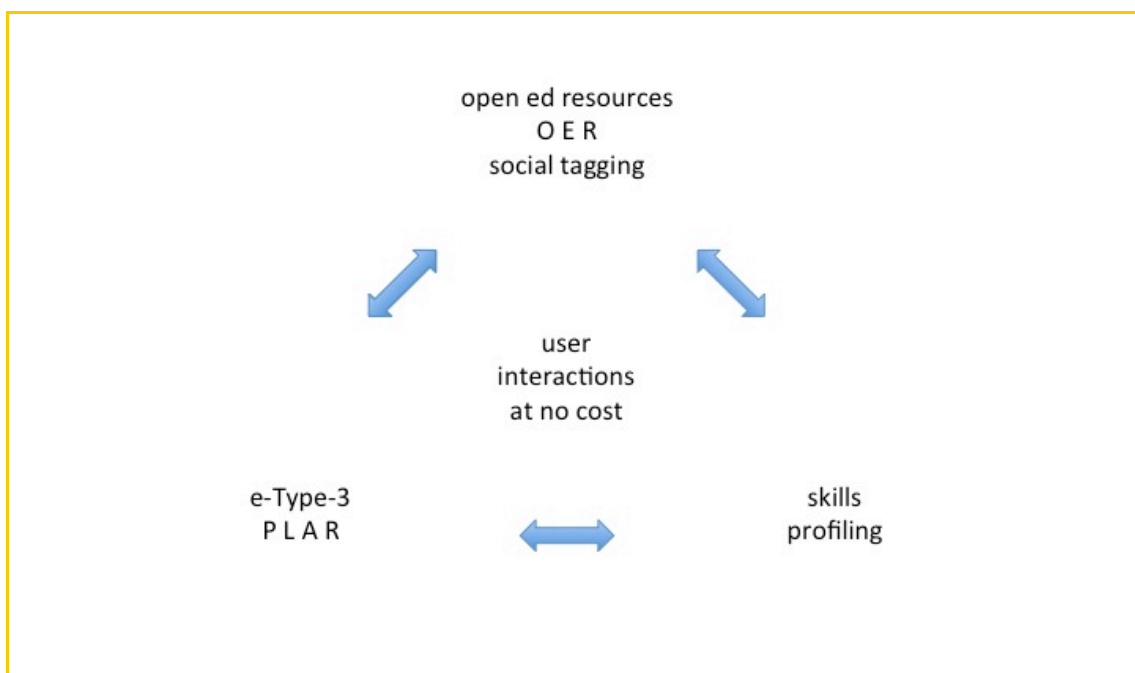 open ed resources
O E R
social tagging
user
interactions
at no cost
e-Type-3
P L A R
skills
profiling